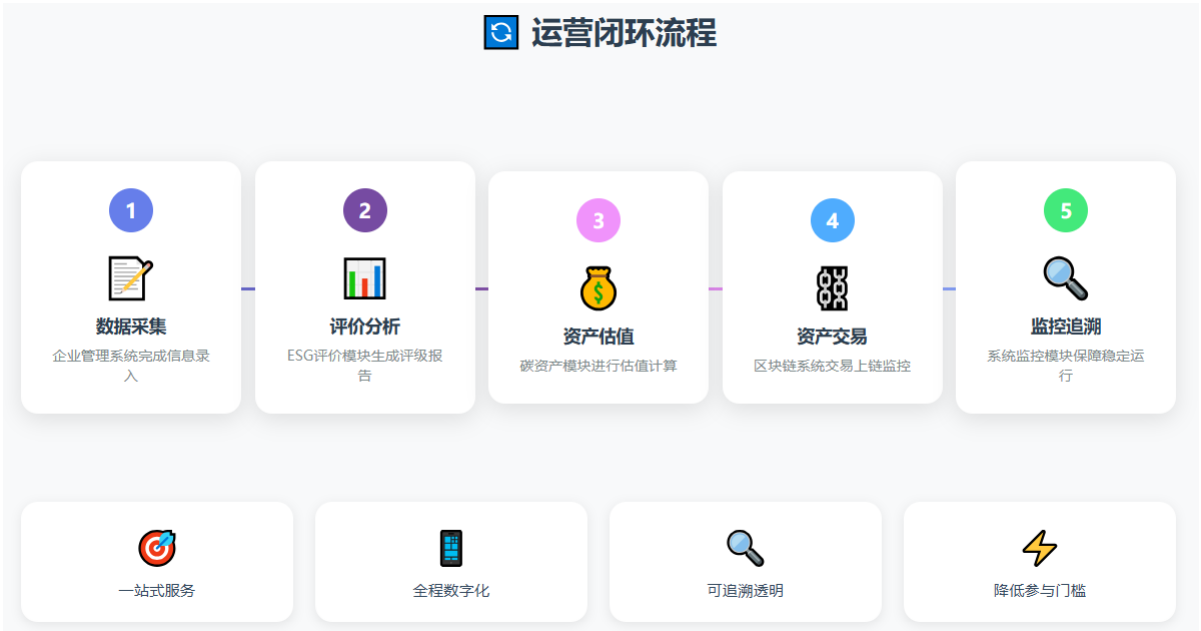 运营闭环流程
1
2
3
4
5
数据采集
评价分析
资产估值
资产交易
监控追溯
企业管理系统完成信息录
入
ESG评价模块生成评级报
告
碳资产模块进行估值计算
区块链系统交易上链监控
系统监控模块保障稳定运
行
一站式服务
全程数字化
可追溯透明
降低参与门槛